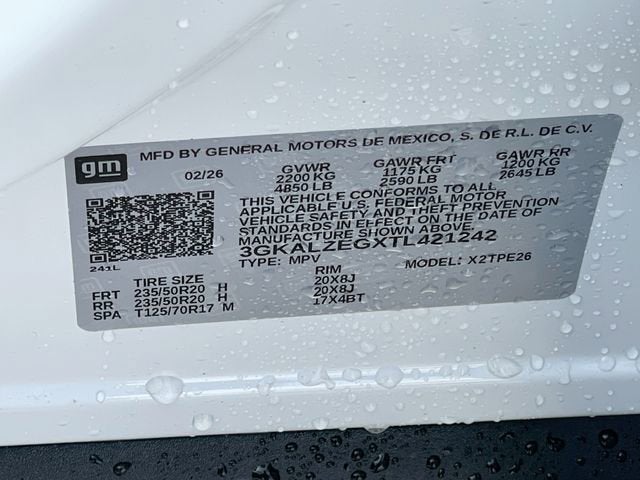 gm MFD BY GENERAL MOTORS DE MEXICO, S. DE R.L. DE C.V.
02/26 GVWR GAWR FRT GAWR RR
2200 KG 1175 KG 1200 KG
4850 LB 2590 LB 2645 LB
THIS VEHICLE CONFORMS TO ALL
APPLICABLE U.S. FEDERAL MOTOR
VEHICLE SAFETY AND THEFT PREVENTION
STANDARDS IN EFFECT ON THE DATE OF
MANUFACTURE SHOWN ABOVE.
3GKALZEGXTL421242
241L TYPE: MPV MODEL: X2TPE26
TIRE SIZE RIM
FRT 235/50R20 H 20X8J
RR 235/50R20 H 20X8J
SPA T125/70R17 M 17X4BT